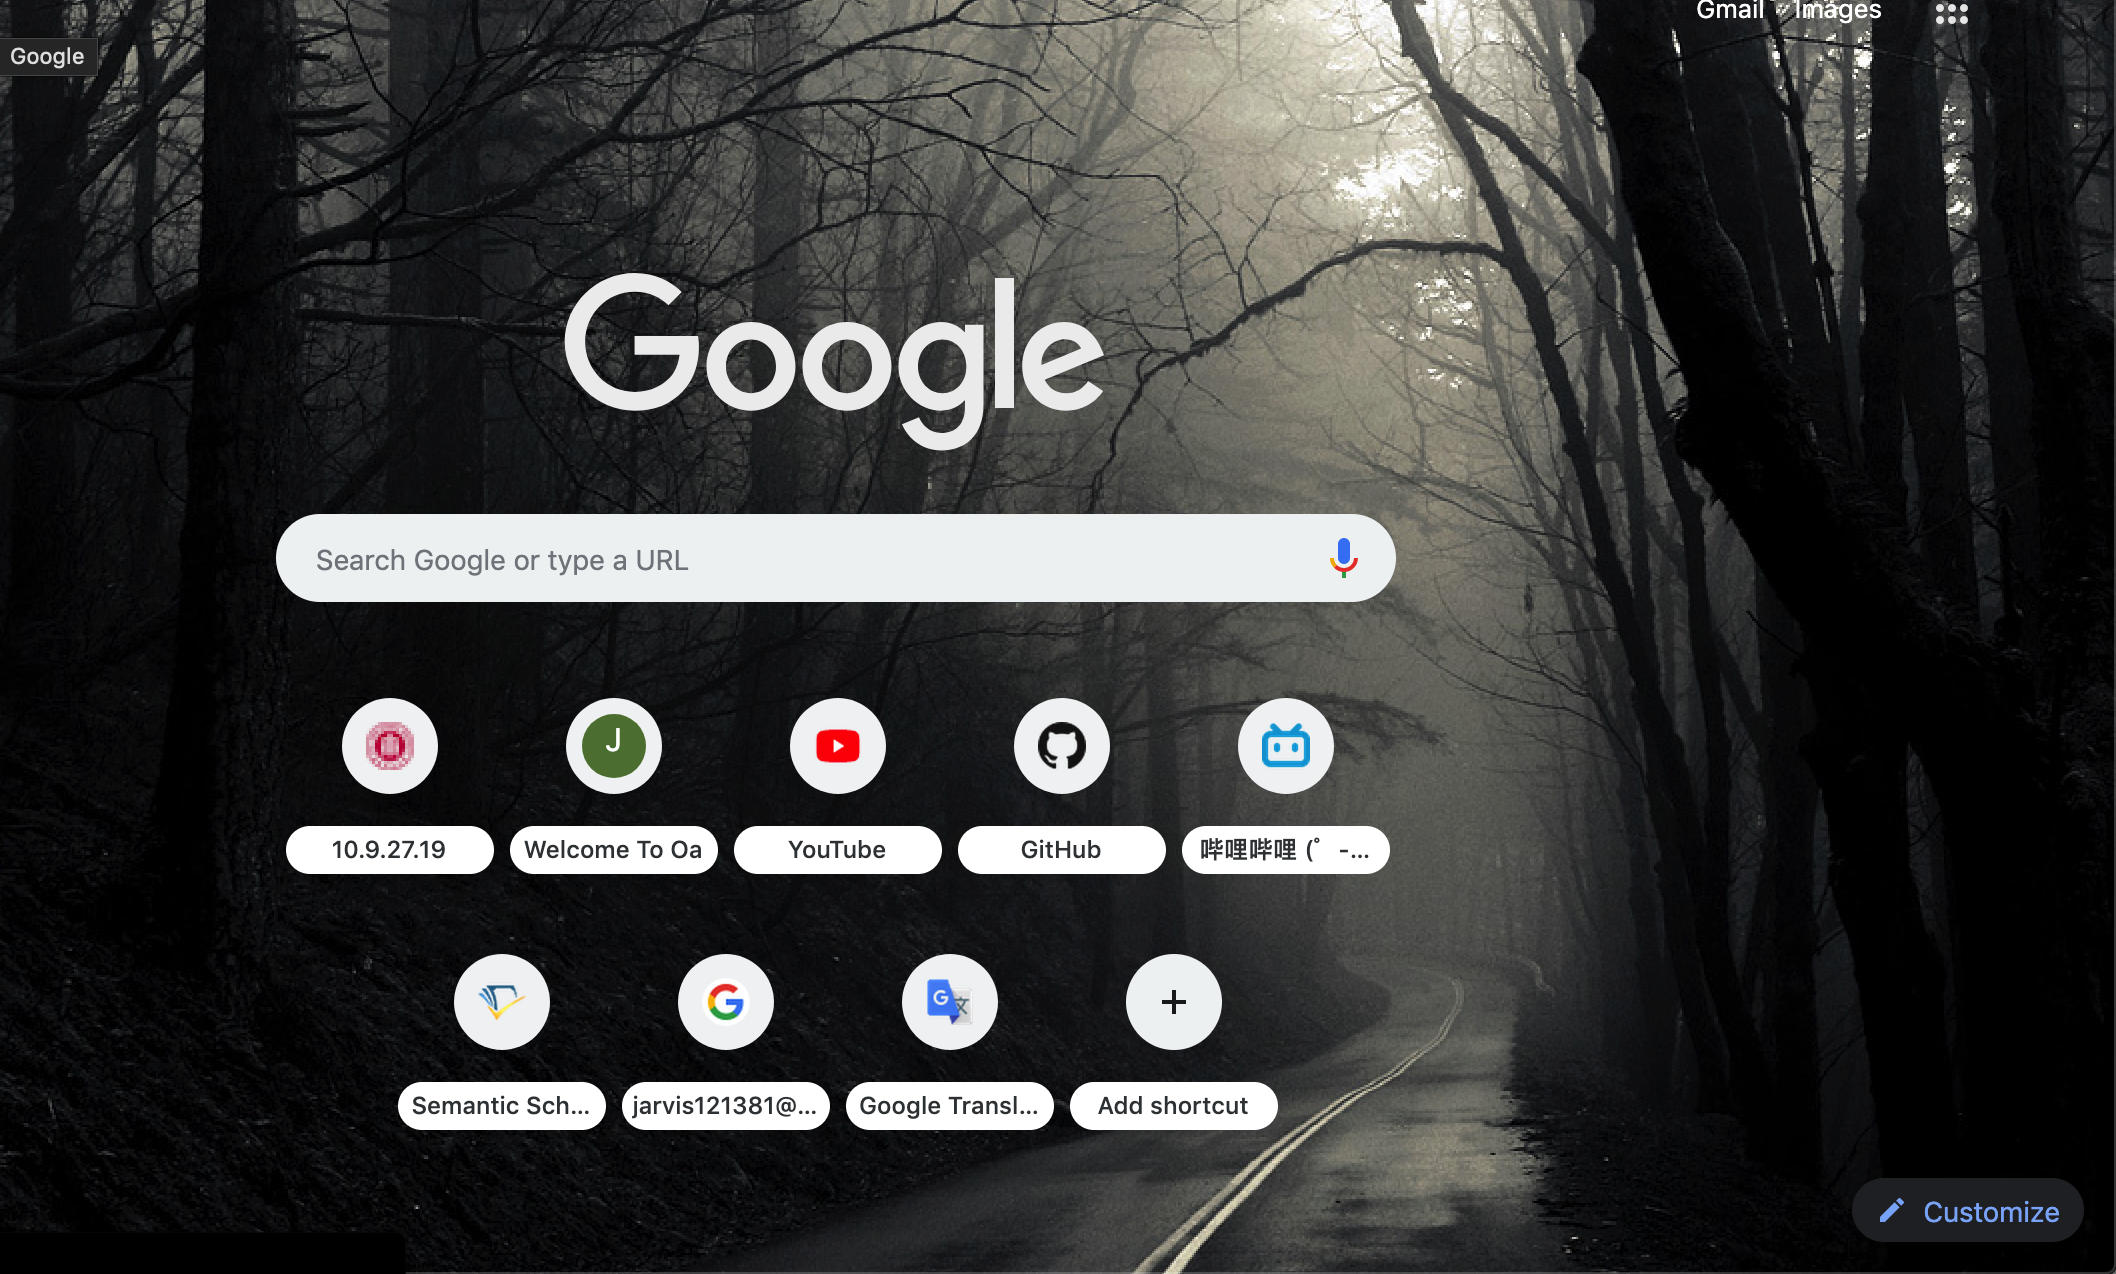 Gmail Images
Google
Google
Search Google or type a URL
J
10.9.27.19
Welcome To Oa
YouTube
GitHub
哔哩哔哩 (゜-...
Semantic Sch...
jarvis121381@...
Google Transl...
Add shortcut
Customize